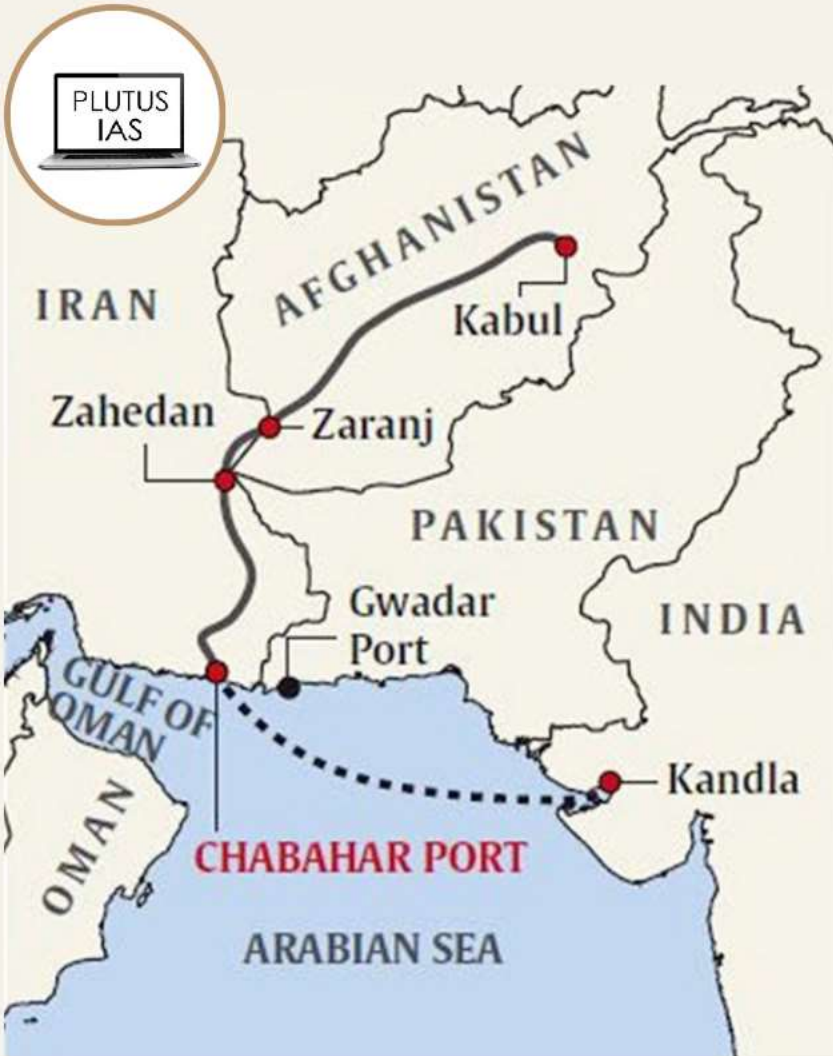 PLUTUS
IAS
AFGHANISTAN
IRAN
Kabul
Zahedan
Zaranj
PAKISTAN
Gwadar
Port
INDIA
GULF OF
OMAN
Kandla
OMAN
CHABAHAR PORT
ARABIAN SEA